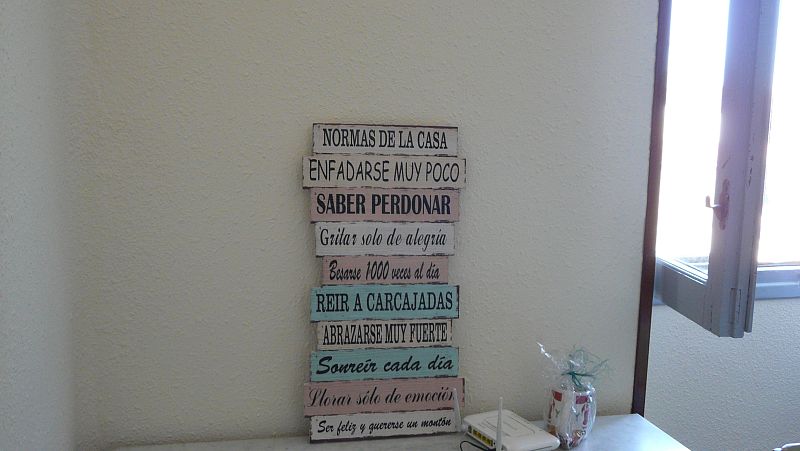 NORMAS DE LA CASA
ENFADARSE MUY POCO
SABER PERDONAR
Gritar solo de alegría
Besarse 1000 veces al día
REIR A CARCAJADAS
ABRAZARSE MUY FUERTE
Sonreír cada día
Llorar sólo de emoción
Ser feliz y quererse un montón